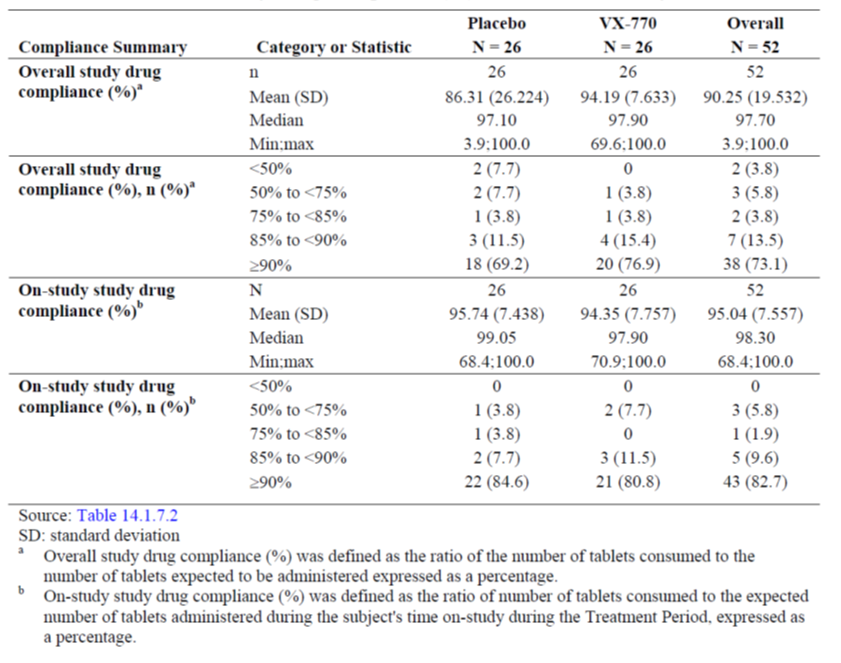 Placebo VX-770 Overall
Compliance Summary Category or Statistic N = 26 N = 26 N = 52
Overall study drug n 26 26 52
compliance (%)a Mean (SD) 86.31 (26.224) 94.19 (7.633) 90.25 (19.532)
Median 97.10 97.90 97.70
Min;max 3.9;100.0 69.6;100.0 3.9;100.0
Overall study drug <50% 2 (7.7) 0 2 (3.8)
compliance (%), n (%)a 50% to <75% 2 (7.7) 1 (3.8) 3 (5.8)
75% to <85% 1 (3.8) 1 (3.8) 2 (3.8)
85% to <90% 3 (11.5) 4 (15.4) 7 (13.5)
≥90% 18 (69.2) 20 (76.9) 38 (73.1)
On-study study drug N 26 26 52
compliance (%)b Mean (SD) 95.74 (7.438) 94.35 (7.757) 95.04 (7.557)
Median 99.05 97.90 98.30
Min;max 68.4;100.0 70.9;100.0 68.4;100.0
On-study study drug <50% 0 0 0
compliance (%), n (%)b 50% to <75% 1 (3.8) 2 (7.7) 3 (5.8)
75% to <85% 1 (3.8) 0 1 (1.9)
85% to <90% 2 (7.7) 3 (11.5) 5 (9.6)
≥90% 22 (84.6) 21 (80.8) 43 (82.7)
Source: Table 14.1.7.2
SD: standard deviation
a Overall study drug compliance (%) was defined as the ratio of the number of tablets consumed to the
number of tablets expected to be administered expressed as a percentage.
b On-study study drug compliance (%) was defined as the ratio of number of tablets consumed to the expected
number of tablets administered during the subject's time on-study during the Treatment Period, expressed as
a percentage.